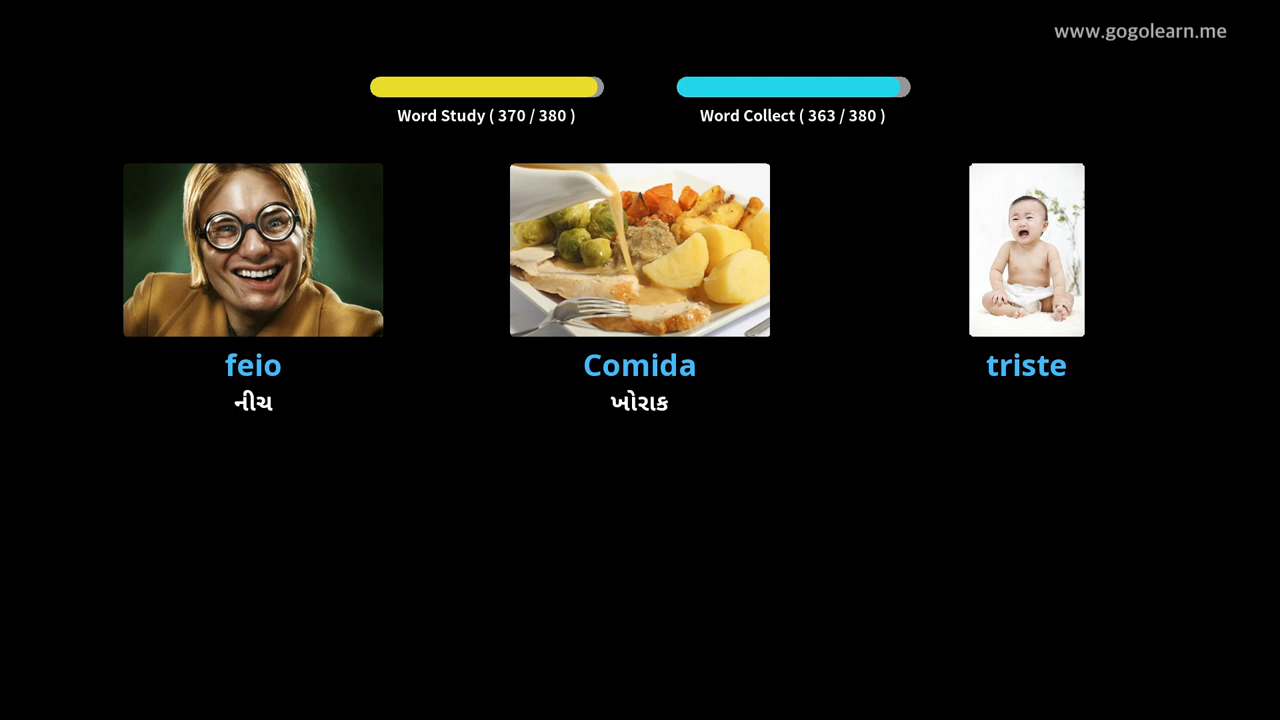 www.gogolearn.me
Word Study ( 370 / 380 )
Word Collect ( 363 / 380 )
feio
Comida
triste
નીચ
ખોરાક